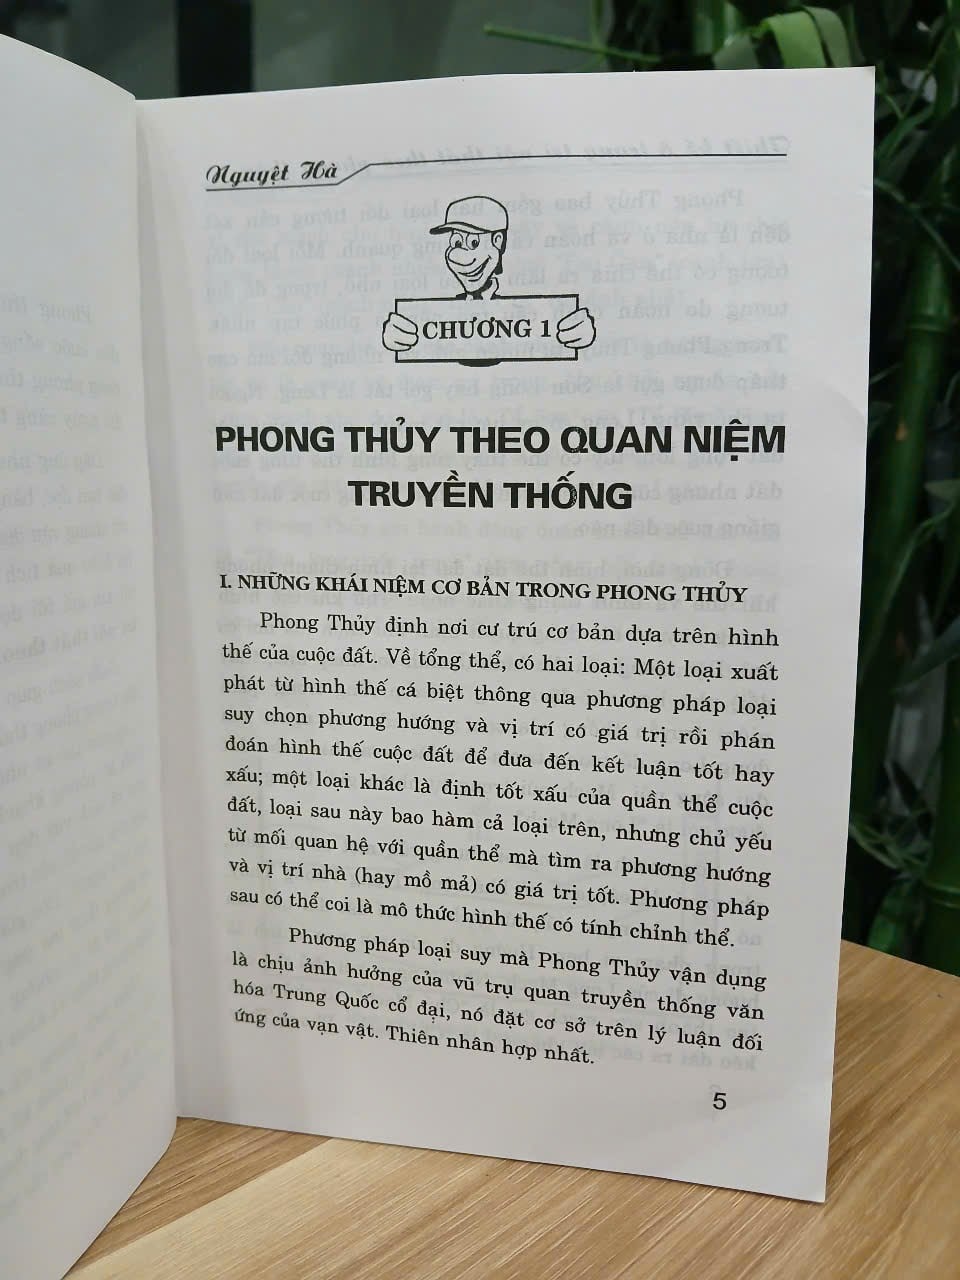 Nguyệt Hà
CHƯƠNG 1
PHONG THỦY THEO QUAN NIỆM
TRUYỀN THỐNG
I. NHỮNG KHÁI NIỆM CƠ BẢN TRONG PHONG THỦY
Phong Thủy định nơi cư trú cơ bản dựa trên hình
thế của cuộc đất. Về tổng thể, có hai loại: Một loại xuất
phát từ hình thế cá biệt thông qua phương pháp loại
suy chọn phương hướng và vị trí có giá trị rồi phán
đoán hình thế cuộc đất để đưa đến kết luận tốt hay
xấu; một loại khác là định tốt xấu của quần thể cuộc
đất, loại sau này bao hàm cả loại trên, nhưng chủ yếu
từ mối quan hệ với quần thể mà tìm ra phương hướng
và vị trí nhà (hay mồ mả) có giá trị tốt. Phương pháp
sau có thể coi là mô thức hình thế có tính chỉnh thể.
Phương pháp loại suy mà Phong Thủy vận dụng
là chịu ảnh hưởng của vũ trụ quan truyền thống văn
hóa Trung Quốc cổ đại, nó đặt cơ sở trên lý luận đối
ứng của vạn vật. Thiên nhân hợp nhất.
5